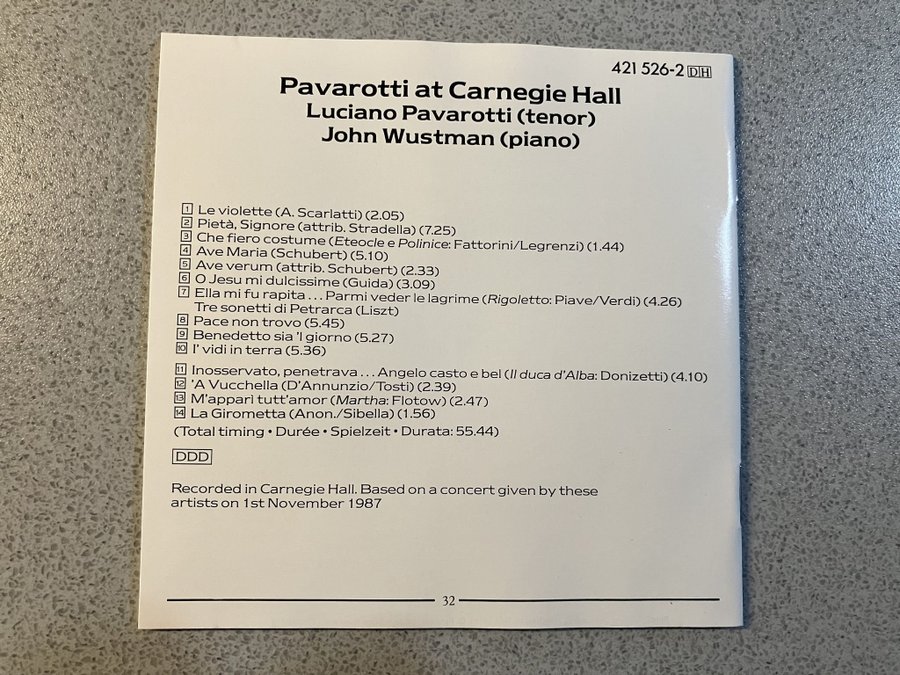 421 526-2 DH
Pavarotti at Carnegie Hall
Luciano Pavarotti (tenor)
John Wustman (piano)
1 Le violette (A. Scarlatti) (2.05)
2 Pietà, Signore (attrib. Stradella) (7.25)
3 Che fiero costume (Eteocle e Polinice: Fattorini/Legrenzi) (1.44)
4 Ave Maria (Schubert) (5.10)
5 Ave verum (attrib. Schubert) (2.33)
6 O Jesu mi dulcissime (Guida) (3.09)
7 Ella mi fu rapita . . . Parmi veder le lagrime (Rigoletto: Piave/Verdi) (4.26)
Tre sonetti di Petrarca (Liszt)
8 Pace non trovo (5.45)
9 Benedetto sia 'l giorno (5.27)
10 I' vidi in terra (5.36)
11 Inosservato, penetrava . . . Angelo casto e bel (Il duca d'Alba: Donizetti) (4.10)
12 'A Vucchella (D'Annunzio/Tosti) (2.39)
13 M'apparì tutt'amor (Martha: Flotow) (2.47)
14 La Girometta (Anon./Sibella) (1.56)
(Total timing • Durée • Spielzeit • Durata: 55.44)
DDD
Recorded in Carnegie Hall. Based on a concert given by these
artists on 1st November 1987
32